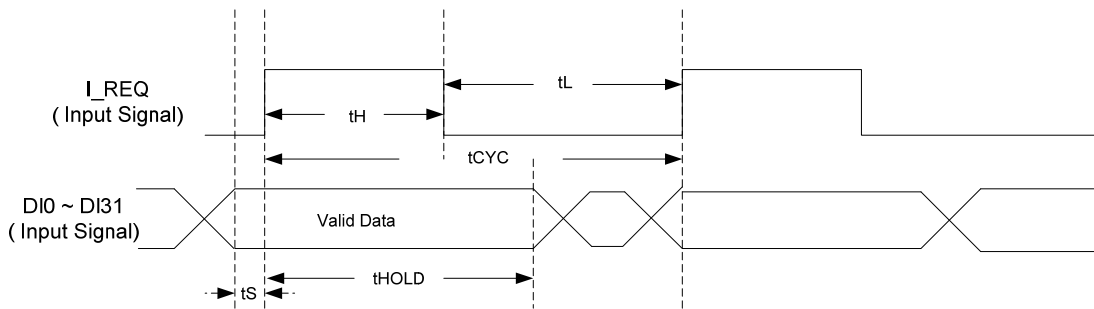 I_REQ
( Input Signal)
tH
tL
tCYC
DI0 ~ DI31
( Input Signal)
Valid Data
tS
tHOLD